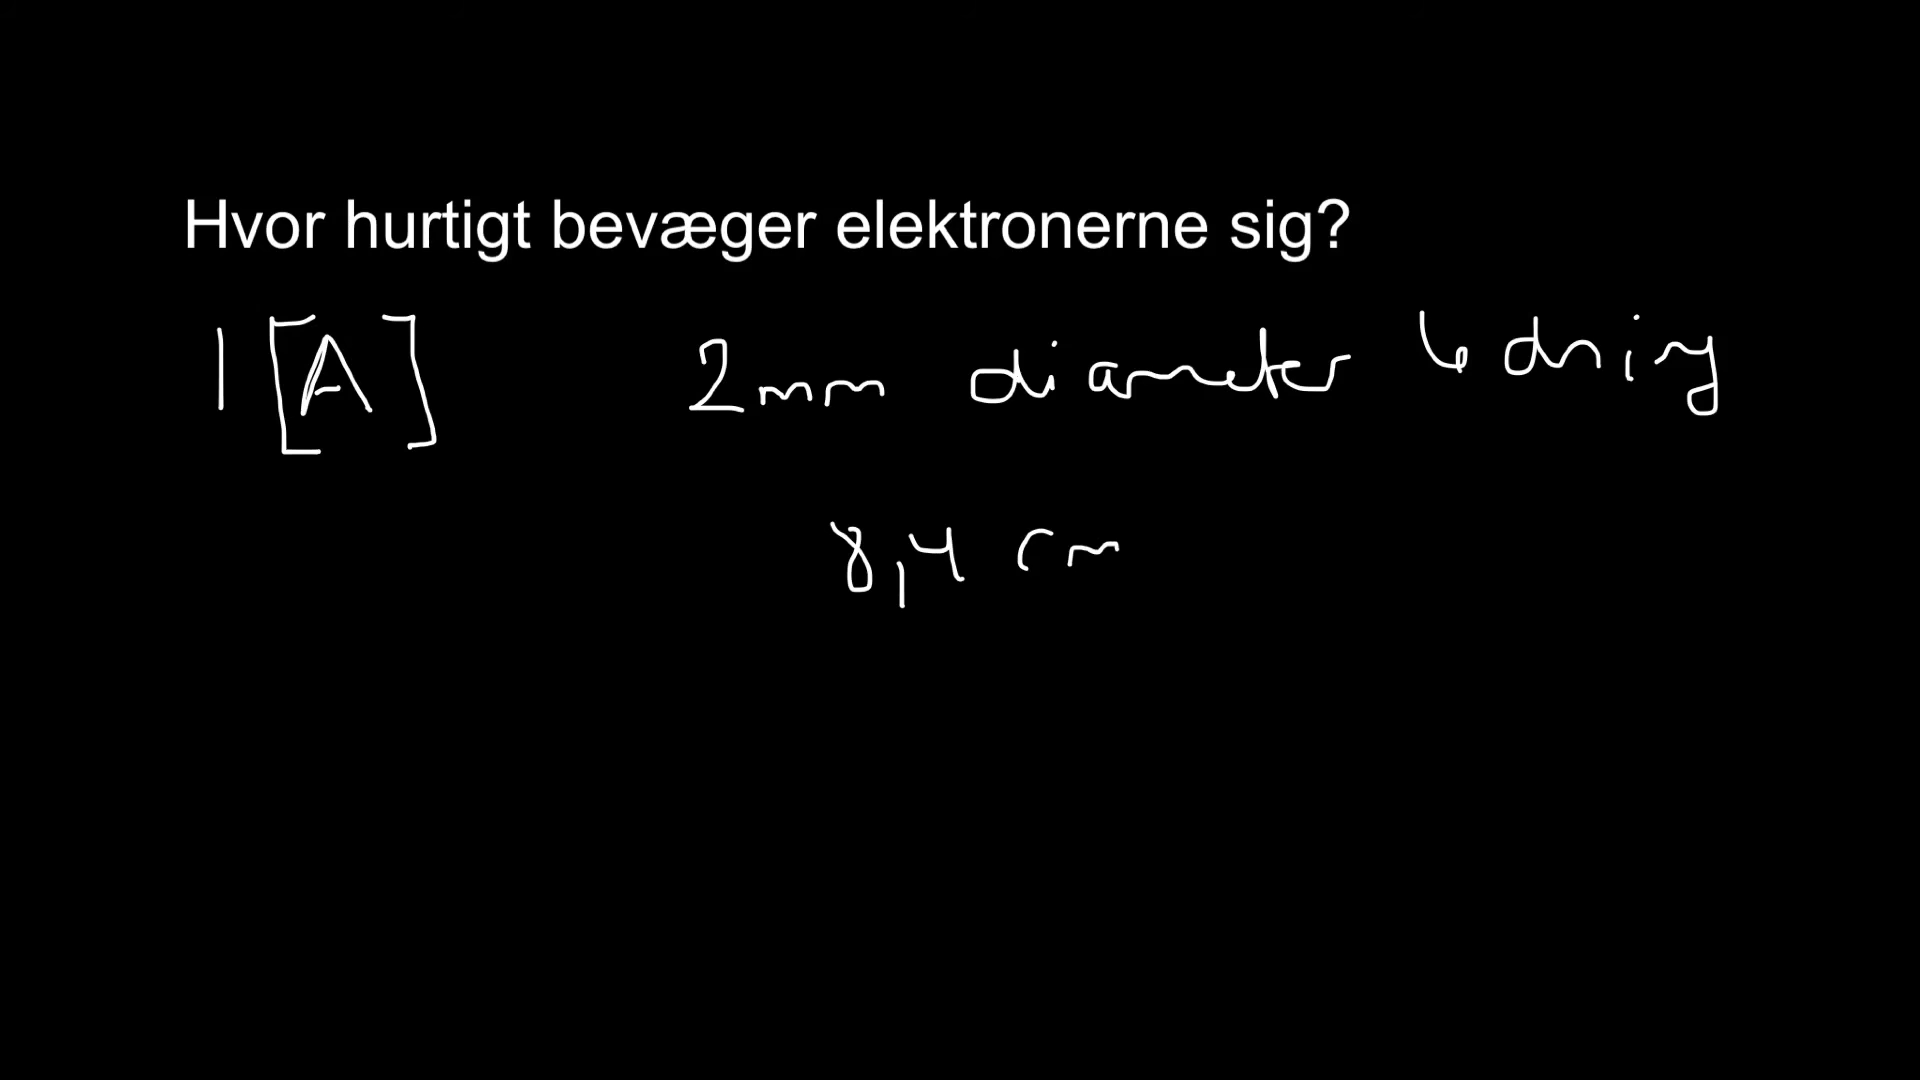 Hvor hurtigt bevæger elektronerne sig?
1 [A] 2mm diameter ledning
8,4 cm